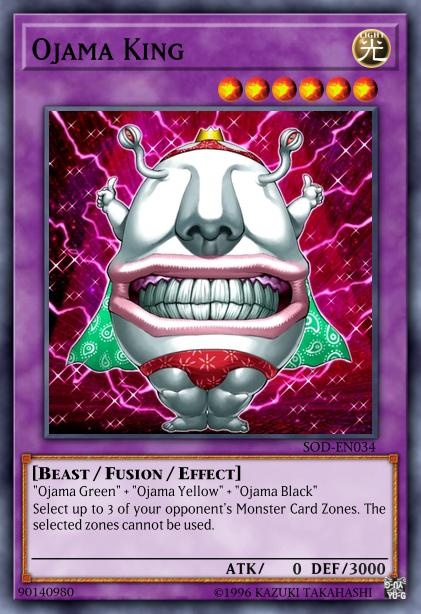 Ojama King
LIGHT
光
SOD-EN034
[Beast / Fusion / Effect]
"Ojama Green" + "Ojama Yellow" + "Ojama Black"
Select up to 3 of your opponent's Monster Card Zones. The
selected zones cannot be used.
ATK/ 0 DEF/3000
90140980 ©1996 KAZUKI TAKAHASHI